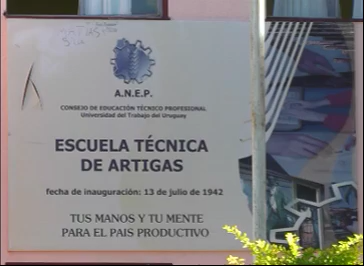 A.N.E.P.
CONSEJO DE EDUCACIÓN TÉCNICO PROFESIONAL
Universidad del Trabajo del Uruguay
ESCUELA TÉCNICA
DE ARTIGAS
fecha de inauguración: 13 de julio de 1942
TUS MANOS Y TU MENTE
PARA EL PAIS PRODUCTIVO